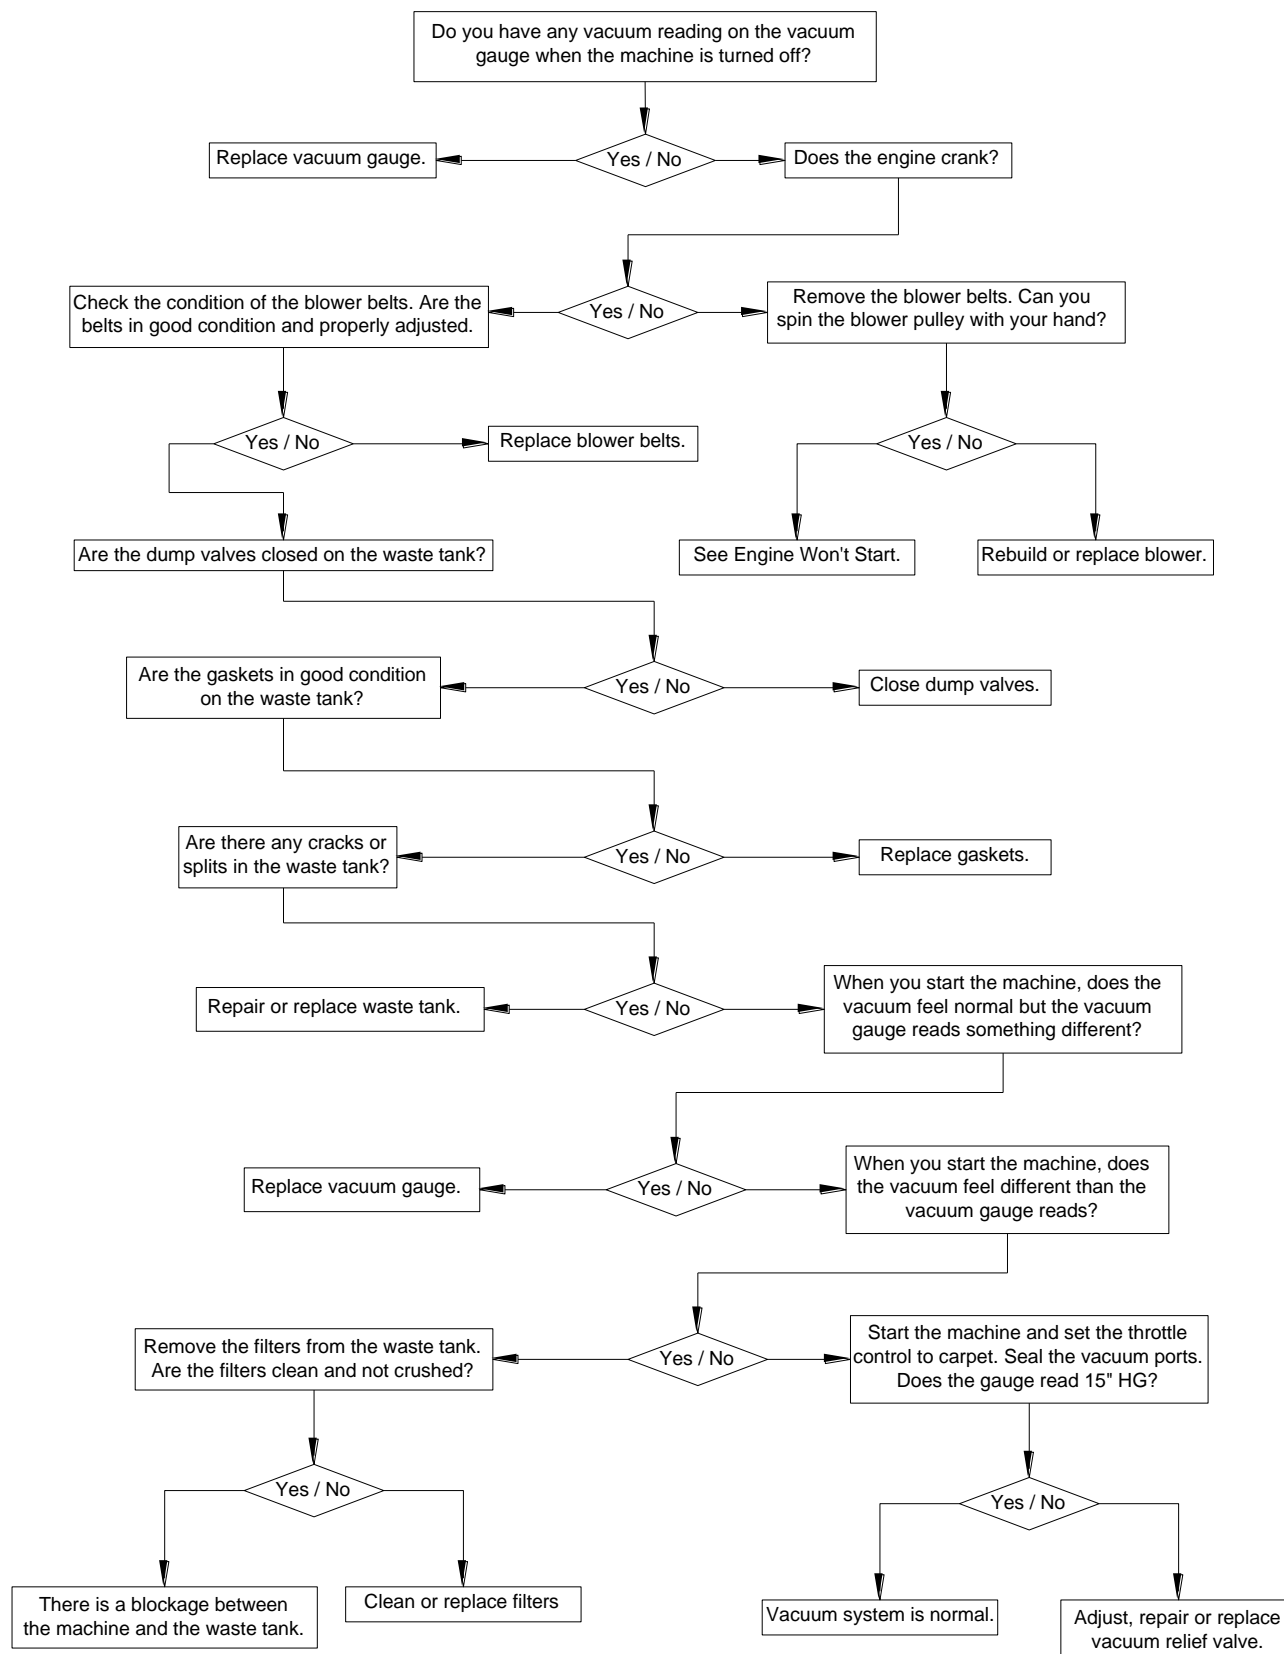 Do you have any vacuum reading on the vacuum
gauge when the machine is turned off?
Replace vacuum gauge.
Yes / No
Does the engine crank?
Check the condition of the blower belts. Are the
belts in good condition and properly adjusted.
Yes / No
Remove the blower belts. Can you
spin the blower pulley with your hand?
Yes / No
Replace blower belts.
Yes / No
See Engine Won't Start.
Rebuild or replace blower.
Are the dump valves closed on the waste tank?
Are the gaskets in good condition
on the waste tank?
Yes / No
Close dump valves.
Are there any cracks or
splits in the waste tank?
Yes / No
Replace gaskets.
Repair or replace waste tank.
Yes / No
When you start the machine, does the
vacuum feel normal but the vacuum
gauge reads something different?
Replace vacuum gauge.
Yes / No
When you start the machine, does
the vacuum feel different than the
vacuum gauge reads?
Remove the filters from the waste tank.
Are the filters clean and not crushed?
Yes / No
Start the machine and set the throttle
control to carpet. Seal the vacuum ports.
Does the gauge read 15" HG?
Yes / No
Yes / No
There is a blockage between
the machine and the waste tank.
Clean or replace filters
Vacuum system is normal.
Adjust, repair or replace
vacuum relief valve.